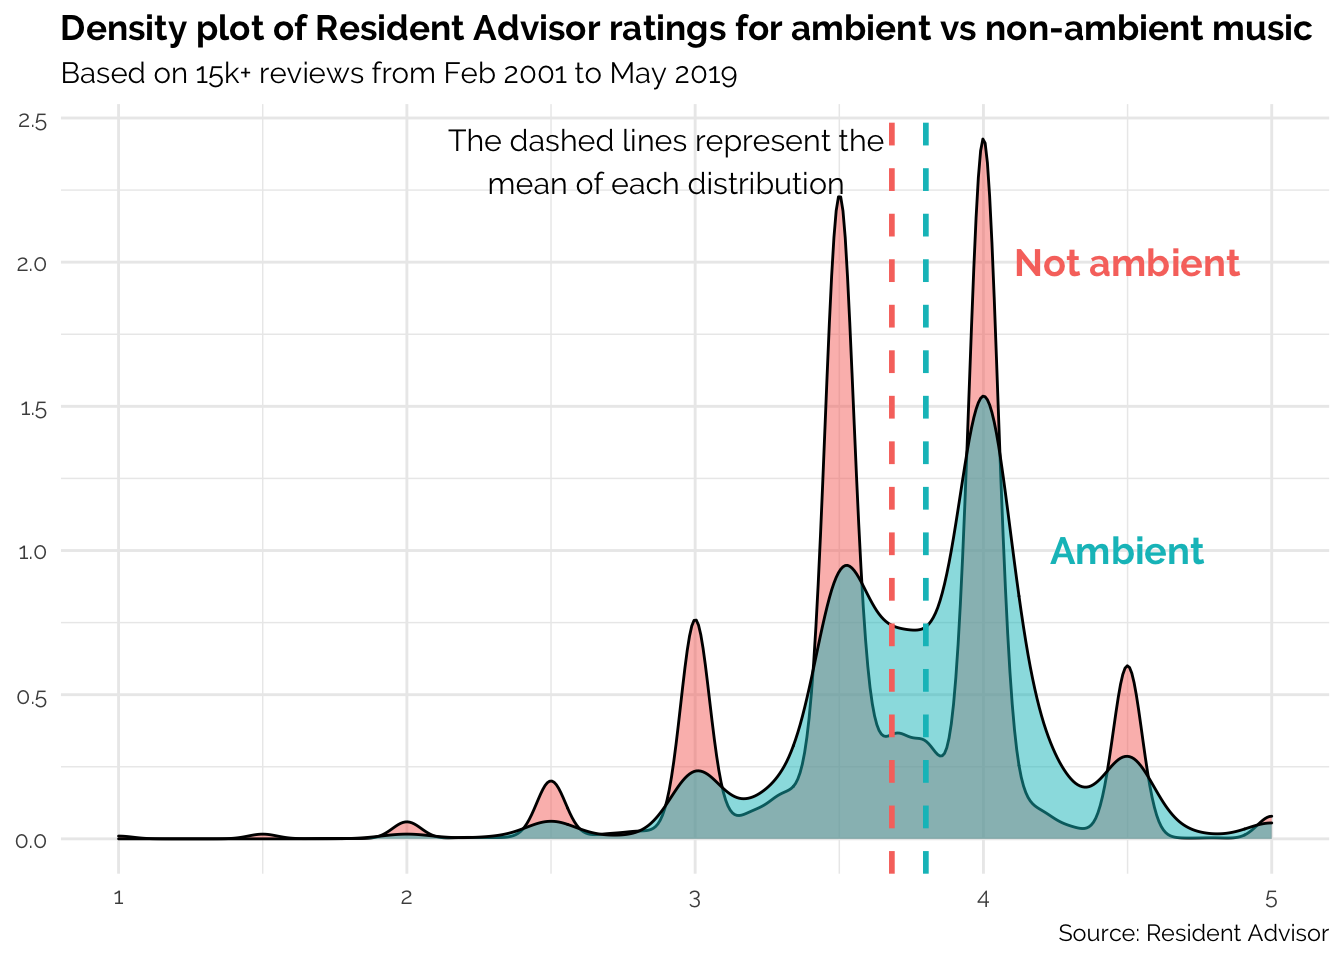 Density plot of Resident Advisor ratings for ambient vs non-ambient music
Based on 15k+ reviews from Feb 2001 to May 2019
2.5
The dashed lines represent the
mean of each distribution
2.0
Not ambient
1.5
1.0
Ambient
0.5
0.0
1 2 3 4 5
Source: Resident Advisor